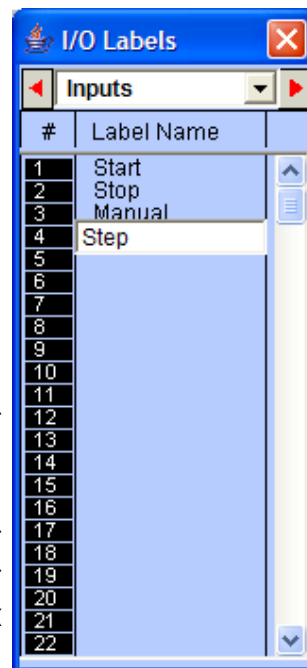 I/O Labels
Inputs
# Label Name
1 Start
2 Stop
3 Manual
4 Step
5
6
7
8
9
10
11
12
13
14
15
16
17
18
19
20
21
22